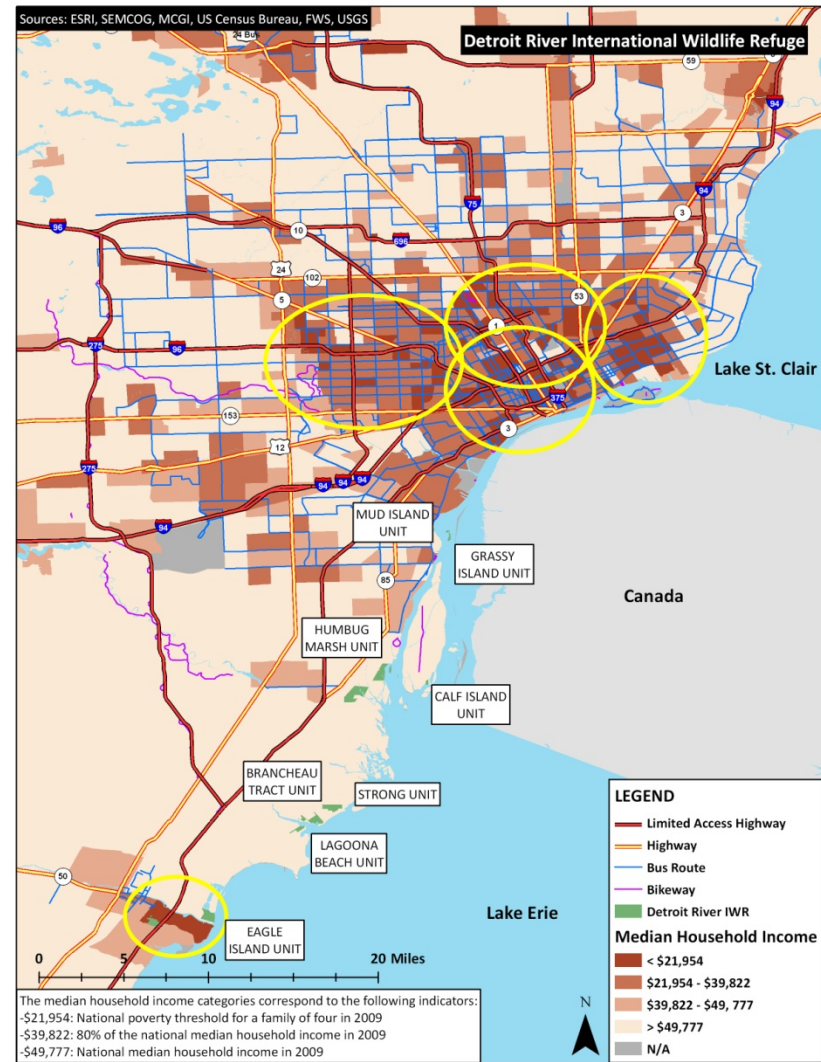 Sources: ESRI, SEMCOG, MCGI, US Census Bureau, FWS, USGS
24 Bus
Detroit River International Wildlife Refuge
59
94
75
94
96
10
696
3
24
102
5
53
1
275
96
Lake St. Clair
375
153
3
12
275
94
94
94
94
MUD ISLAND
UNIT
GRASSY
ISLAND UNIT
85
Canada
HUMBUG
MARSH UNIT
CALF ISLAND
UNIT
BRANCHEAU
TRACT UNIT
STRONG UNIT
LAGOONA
BEACH UNIT
50
Lake Erie
EAGLE
ISLAND UNIT
0 5 10 20 Miles
N
LEGEND
Limited Access Highway
Highway
Bus Route
Bikeway
Detroit River IWR
Median Household Income
< $21,954
$21,954 - $39,822
$39,822 - $49, 777
> $49,777
N/A
The median household income categories correspond to the following indicators:
-$21,954: National poverty threshold for a family of four in 2009
-$39,822: 80% of the national median household income in 2009
-$49,777: National median household income in 2009